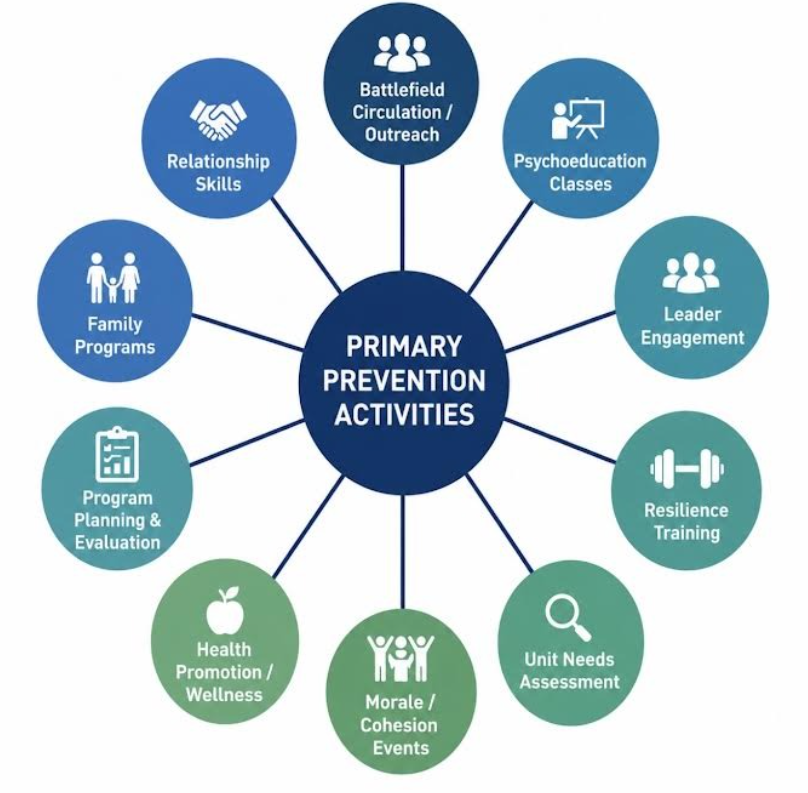 Battlefield
Circulation /
Outreach
Psychoeducation
Classes
Leader
Engagement
Resilience
Training
Unit Needs
Assessment
Morale /
Cohesion
Events
Health
Promotion /
Wellness
Program
Planning &
Evaluation
Family
Programs
Relationship
Skills
PRIMARY
PREVENTION
ACTIVITIES